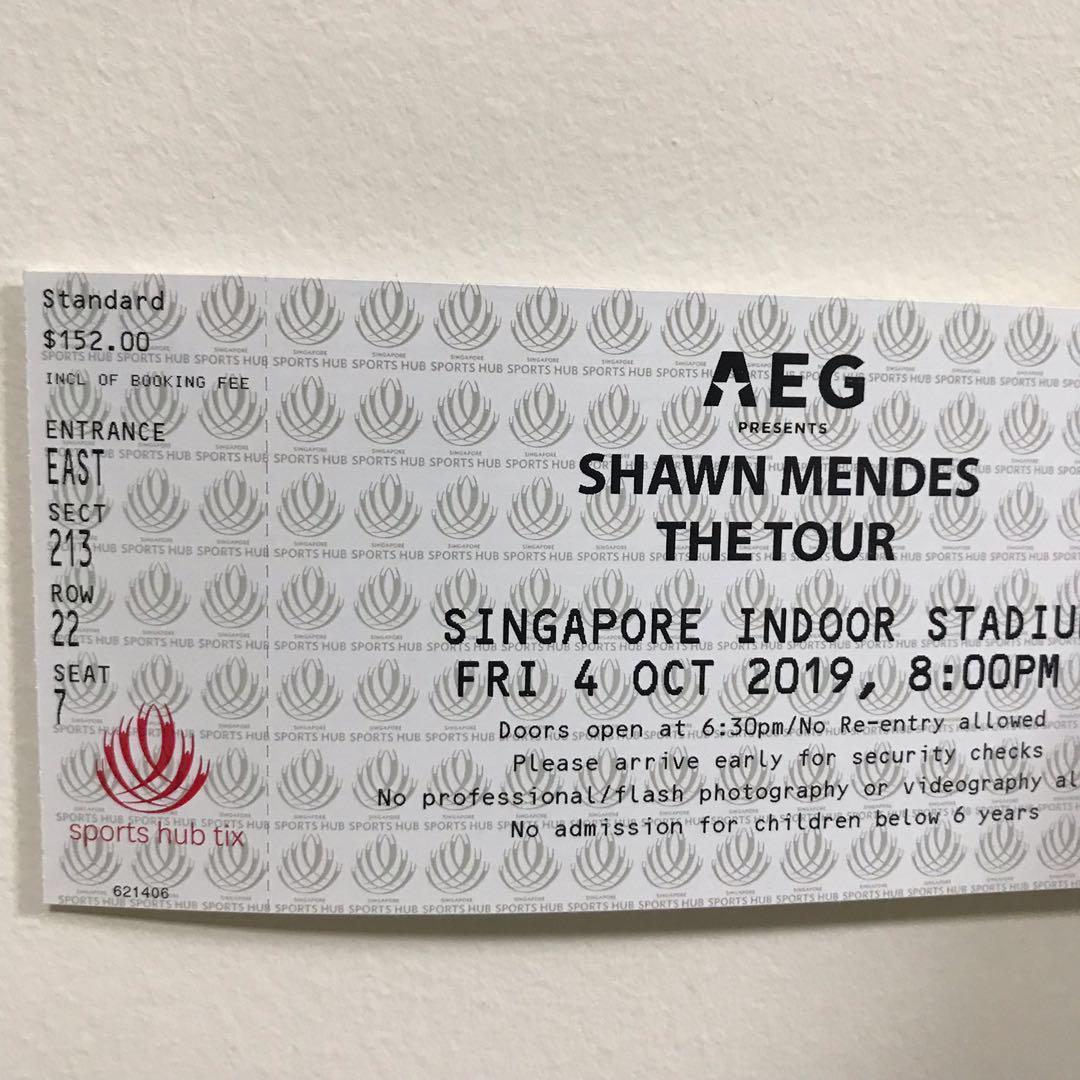 Standard
$152.00
INCL OF BOOKING FEE
ENTRANCE
EAST
SECT
213
ROW
22
SEAT
7
sports hub tix
621406
AEG
PRESENTS
SHAWN MENDES
THE TOUR
SINGAPORE INDOOR STADIU
FRI 4 OCT 2019, 8:00PM
Doors open at 6:30pm/No Re-entry allowed
Please arrive early for security checks
No professional/flash photography or videography al
No admission for children below 6 years
SINGAPORE
SPORTS HUB